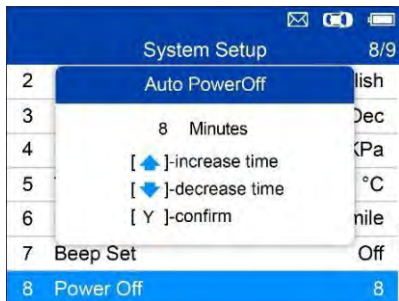 System Setup 8/9
Auto PowerOff
2 lish
3 Dec
8 Minutes
4 KPa
[ ]-increase time
5 °C
[ ]-decrease time
6 mile
[ Y ]-confirm
7 Beep Set Off
8 Power Off 8